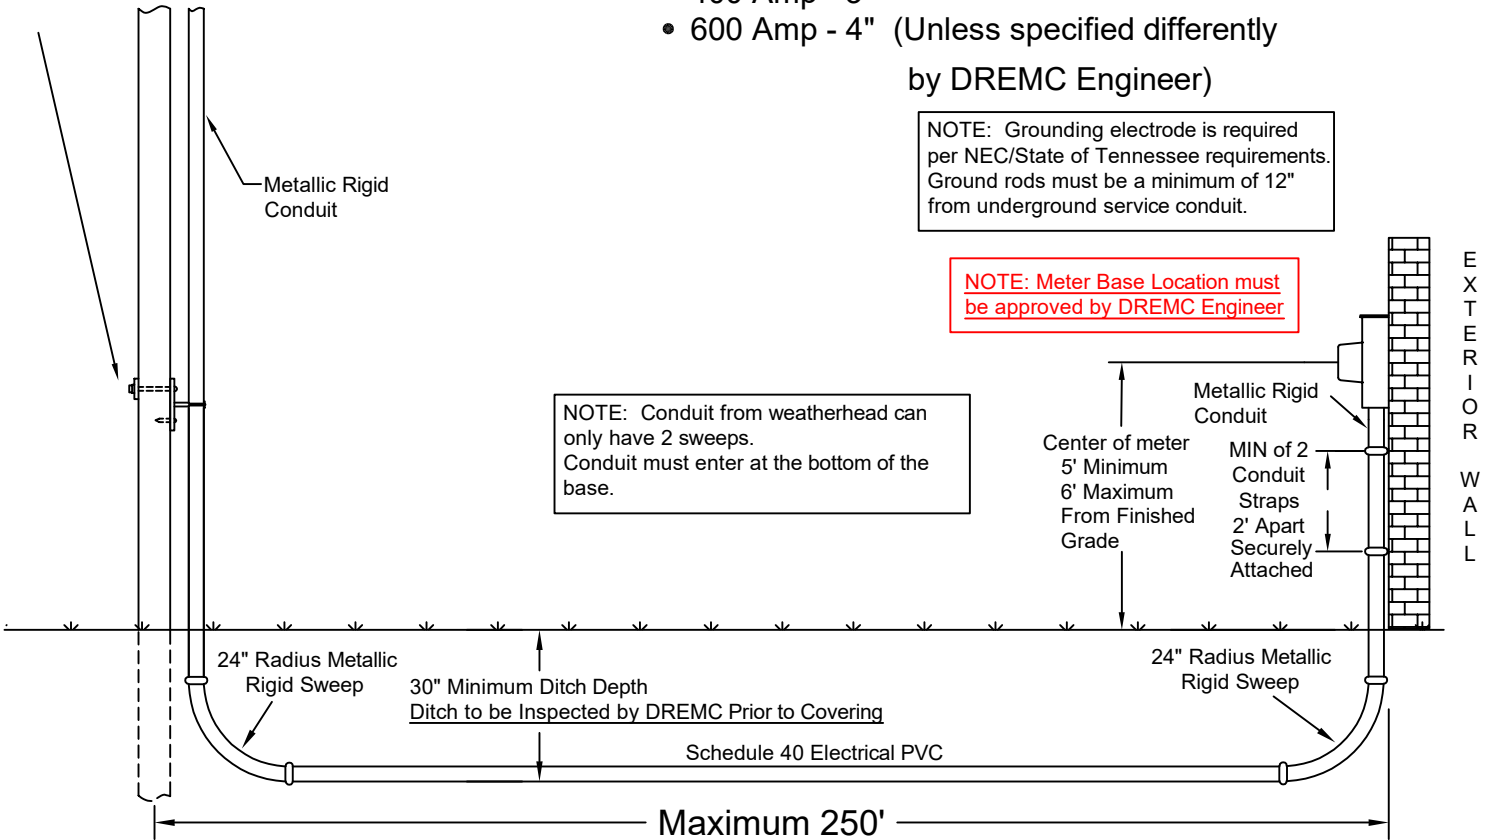 • 600 Amp - 4" (Unless specified differently
by DREMC Engineer)
NOTE: Grounding electrode is required
per NEC/State of Tennessee requirements.
Ground rods must be a minimum of 12"
from underground service conduit.
Metallic Rigid
Conduit
NOTE: Meter Base Location must
be approved by DREMC Engineer
EXTERIOR WALL
NOTE: Conduit from weatherhead can
only have 2 sweeps.
Conduit must enter at the bottom of the
base.
Metallic Rigid
Conduit
Center of meter
5' Minimum
6' Maximum
From Finished
Grade
MIN of 2
Conduit
Straps
2' Apart
Securely
Attached
24" Radius Metallic
Rigid Sweep
30" Minimum Ditch Depth
Ditch to be Inspected by DREMC Prior to Covering
24" Radius Metallic
Rigid Sweep
Schedule 40 Electrical PVC
Maximum 250'